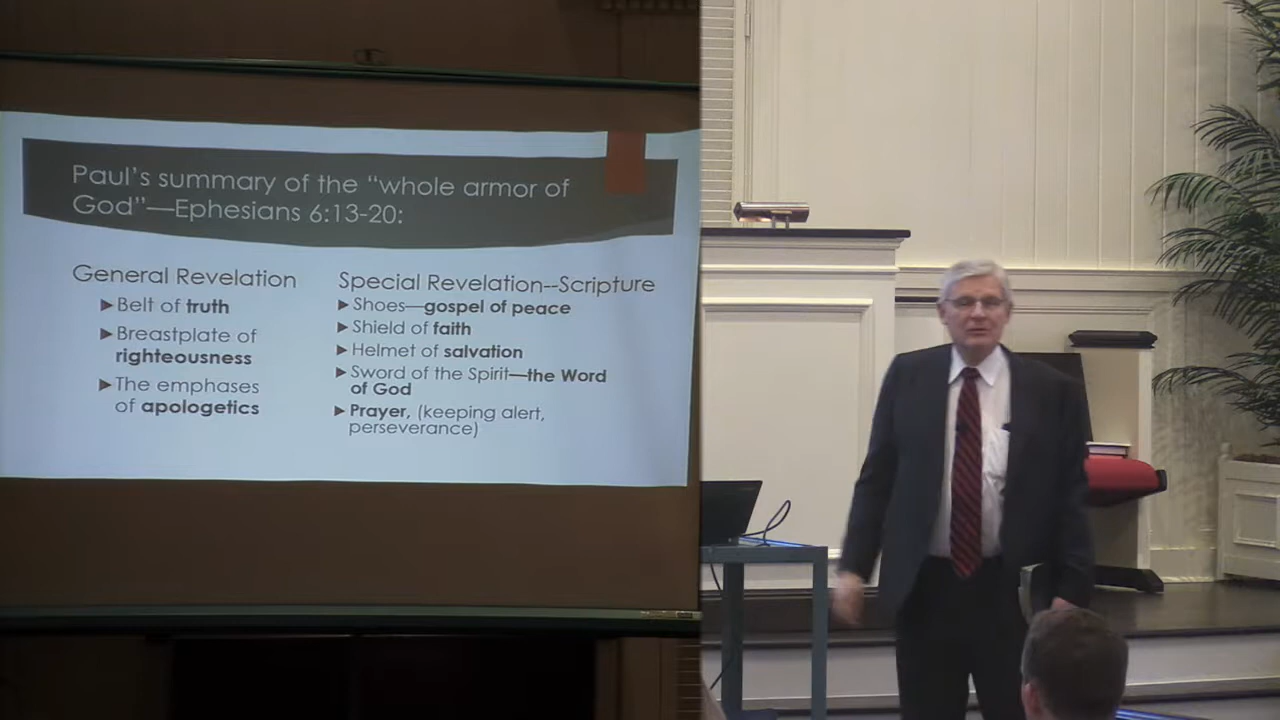 Paul's summary of the “whole armor of
God”—Ephesians 6:13-20:
General Revelation
▶Belt of truth
▶Breastplate of
righteousness
▶The emphases
of apologetics
Special Revelation--Scripture
▶Shoes—gospel of peace
▶Shield of faith
▶Helmet of salvation
▶Sword of the Spirit—the Word
of God
▶Prayer, (keeping alert,
perseverance)